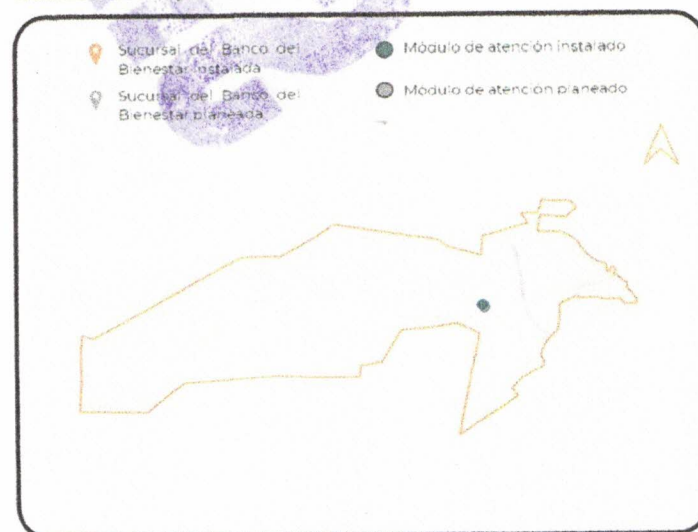 Sucursal del Banco del
Bienestar instalada
Sucursal del Banco del
Bienestar planeada
Módulo de atención instalado
Módulo de atención planeado